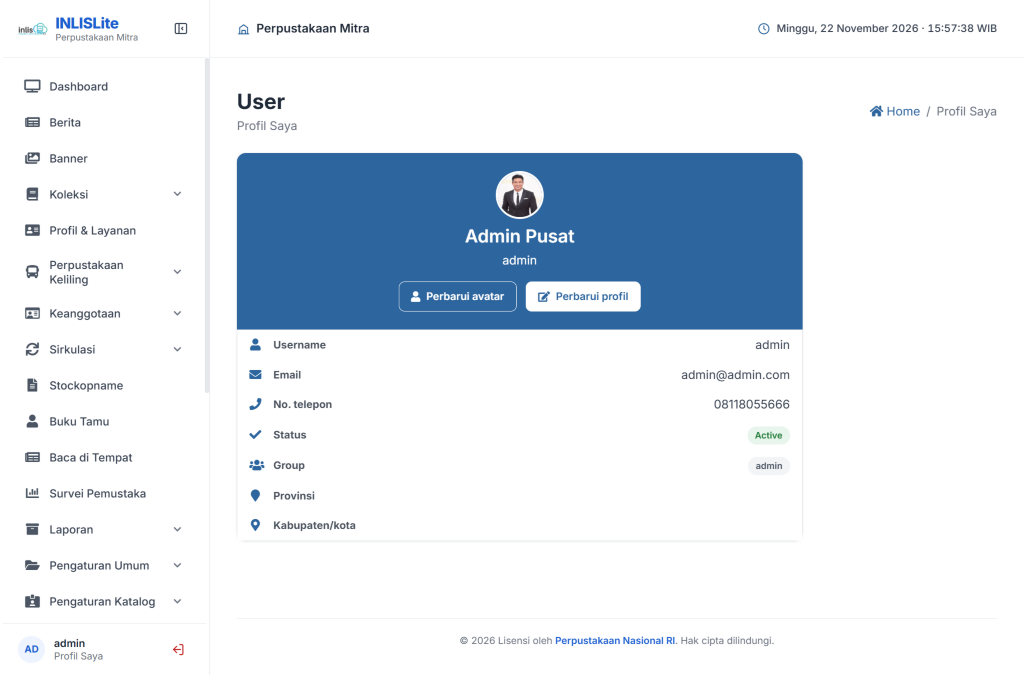 inlis
INLISLite
Perpustakaan Mitra
Perpustakaan Mitra
Minggu, 22 November 2026 · 15:57:38 WIB
Dashboard
Berita
Banner
Koleksi
Profil & Layanan
Perpustakaan
Keliling
Keanggotaan
Sirkulasi
Stockopname
Buku Tamu
Baca di Tempat
Survei Pemustaka
Laporan
Pengaturan Umum
Pengaturan Katalog
AD
admin
Profil Saya
User
Profil Saya
Home / Profil Saya
Admin Pusat
admin
Perbarui avatar
Perbarui profil
Username admin
Email admin@admin.com
No. telepon 08118055666
Status Active
Group admin
Provinsi
Kabupaten/kota
© 2026 Lisensi oleh Perpustakaan Nasional RI. Hak cipta dilindungi.